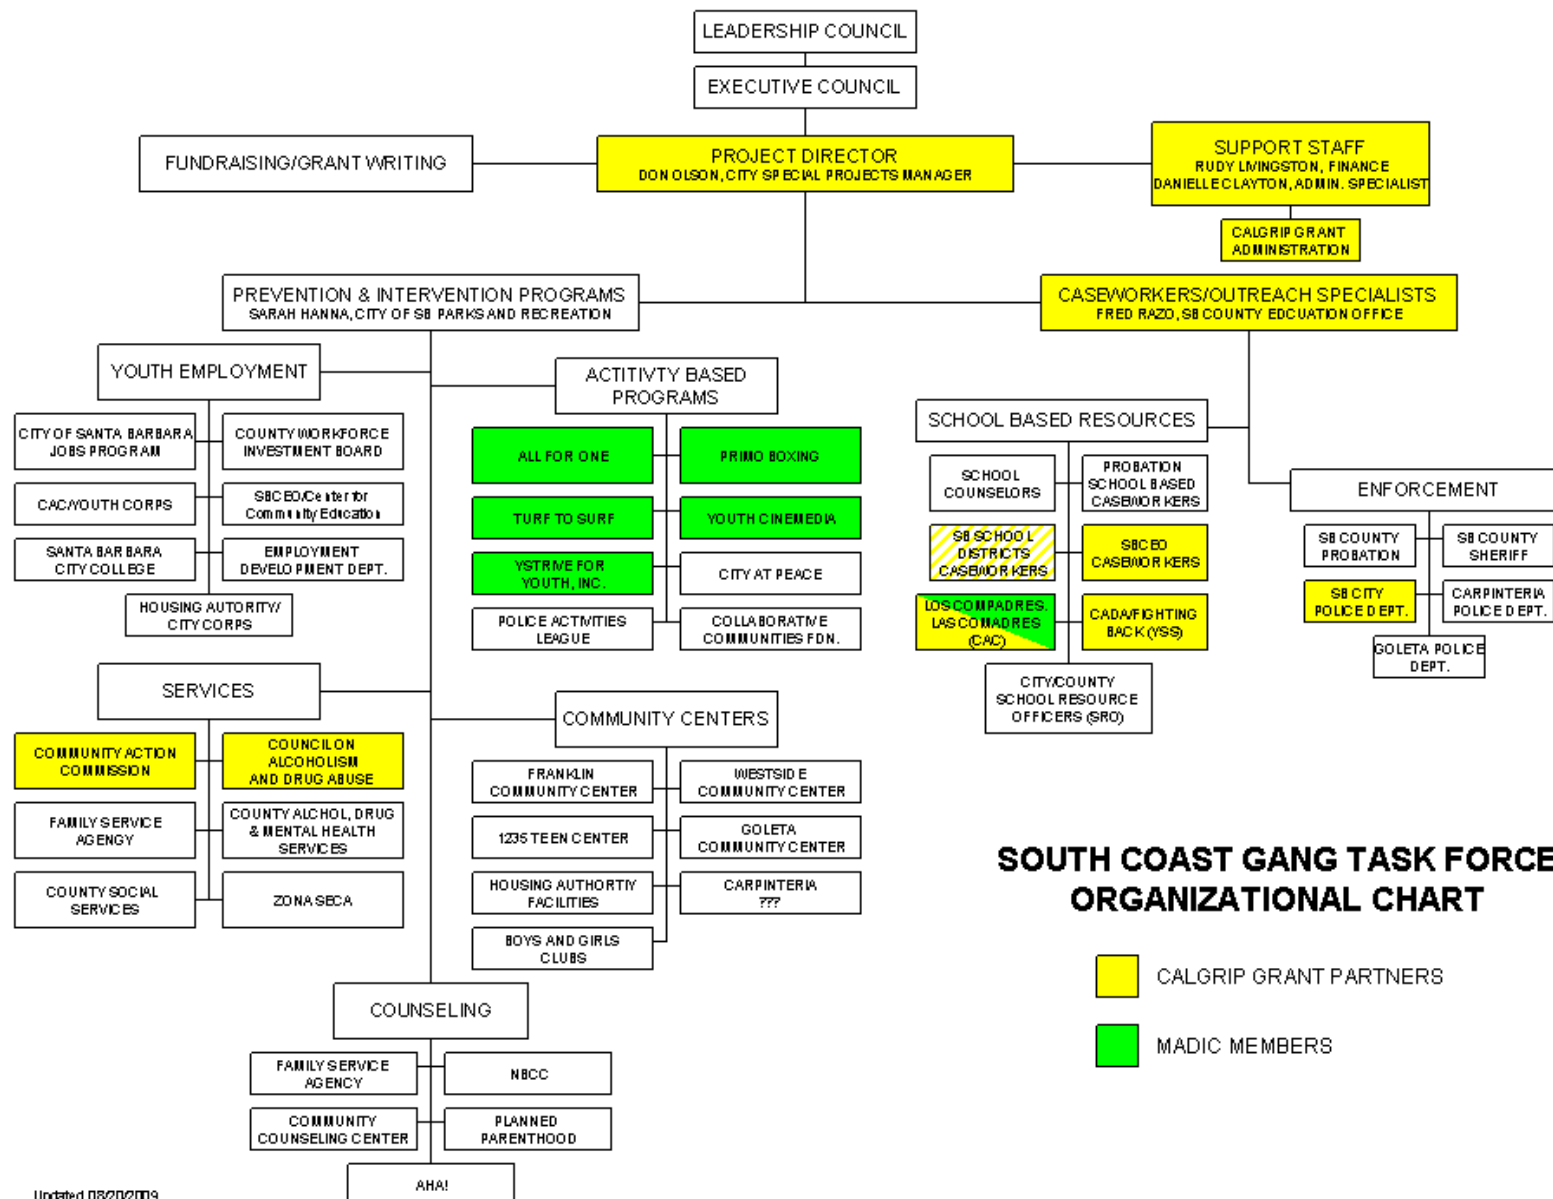 LEADERSHIP COUNCIL
EXECUTIVE COUNCIL
FUNDRAISING/GRANT WRITING
PROJECT DIRECTOR
DON OLSON, CITY SPECIAL PROJECTS MANAGER
SUPPORT STAFF
RUDY LIVINGSTON, FINANCE
DANIELLE CLAYTON, ADMIN. SPECIALIST
CALGRIP GRANT
ADMINISTRATION
PREVENTION & INTERVENTION PROGRAMS
SARAH HANNA, CITY OF SB PARKS AND RECREATION
CASEWORKERS/OUTREACH SPECIALISTS
FRED RAZO, SB COUNTY EDCUATION OFFICE
YOUTH EMPLOYMENT
CITY OF SANTA BARBARA
JOBS PROGRAM
COUNTY WORKFORCE
INVESTMENT BOARD
CAC/YOUTH CORPS
SBCEO/Center for
Community Education
SANTA BARBARA
CITY COLLEGE
EMPLOYMENT
DEVELOPMENT DEPT.
HOUSING AUTORITY/
CITY CORPS
ACTITIVTY BASED
PROGRAMS
ALL FOR ONE
PRIMO BOXING
TURF TO SURF
YOUTH CINEMEDIA
YSTRIVE FOR
YOUTH, INC.
CITY AT PEACE
POLICE ACTIVITIES
LEAGUE
COLLABORATIVE
COMMUNITIES FDN.
SCHOOL BASED RESOURCES
SCHOOL
COUNSELORS
PROBATION
SCHOOL BASED
CASEWORKERS
SB SCHOOL
DISTRICTS
CASEWORKERS
SBCEO
CASEWORKERS
LOS COMPADRES.
LAS COMADRES
(CAC)
CADA/FIGHTING
BACK (YSS)
CITY/COUNTY
SCHOOL RESOURCE
OFFICERS (SRO)
ENFORCEMENT
SB COUNTY
PROBATION
SB COUNTY
SHERIFF
SB CITY
POLICE DEPT.
CARPINTERIA
POLICE DEPT.
GOLETA POLICE
DEPT.
SERVICES
COMMUNITY ACTION
COMMISSION
COUNCIL ON
ALCOHOLISM
AND DRUG ABUSE
FAMILY SERVICE
AGENGY
COUNTY ALCHOL, DRUG
& MENTAL HEALTH
SERVICES
COUNTY SOCIAL
SERVICES
ZONA SECA
COMMUNITY CENTERS
FRANKLIN
COMMUNITY CENTER
WESTSIDE
COMMUNITY CENTER
1235 TEEN CENTER
GOLETA
COMMUNITY CENTER
HOUSING AUTHORTIY
FACILITIES
CARPINTERIA
???
BOYS AND GIRLS
CLUBS
COUNSELING
FAMILY SERVICE
AGENCY
NBCC
COMMUNITY
COUNSELING CENTER
PLANNED
PARENTHOOD
AHA!
SOUTH COAST GANG TASK FORCE
ORGANIZATIONAL CHART
CALGRIP GRANT PARTNERS
MADIC MEMBERS
Updated 08/20/2009